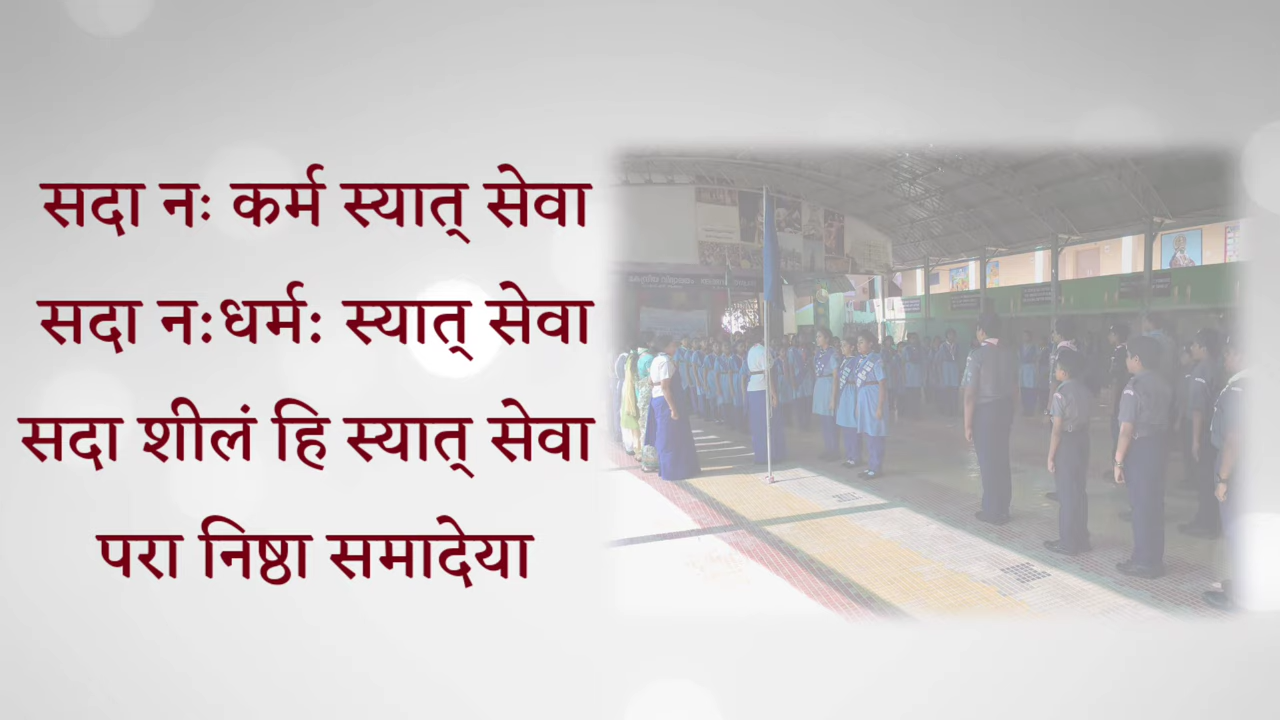 सदा नः कर्म स्यात् सेवा
सदा नःधर्मः स्यात् सेवा
सदा शीलं हि स्यात् सेवा
परा निष्ठा समादेया